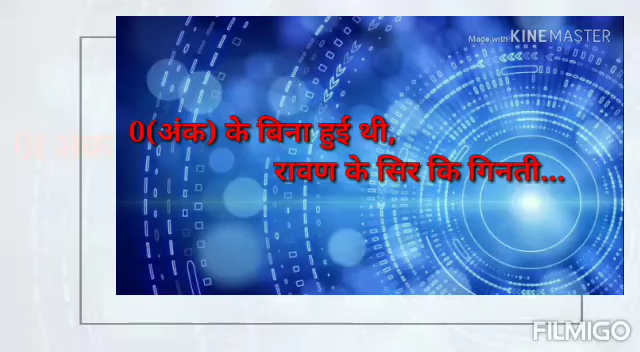 Made with KINEMASTER
0(अंक) के बिना हुई थी,
रावण के सिर कि गिनती...
FILMIGO